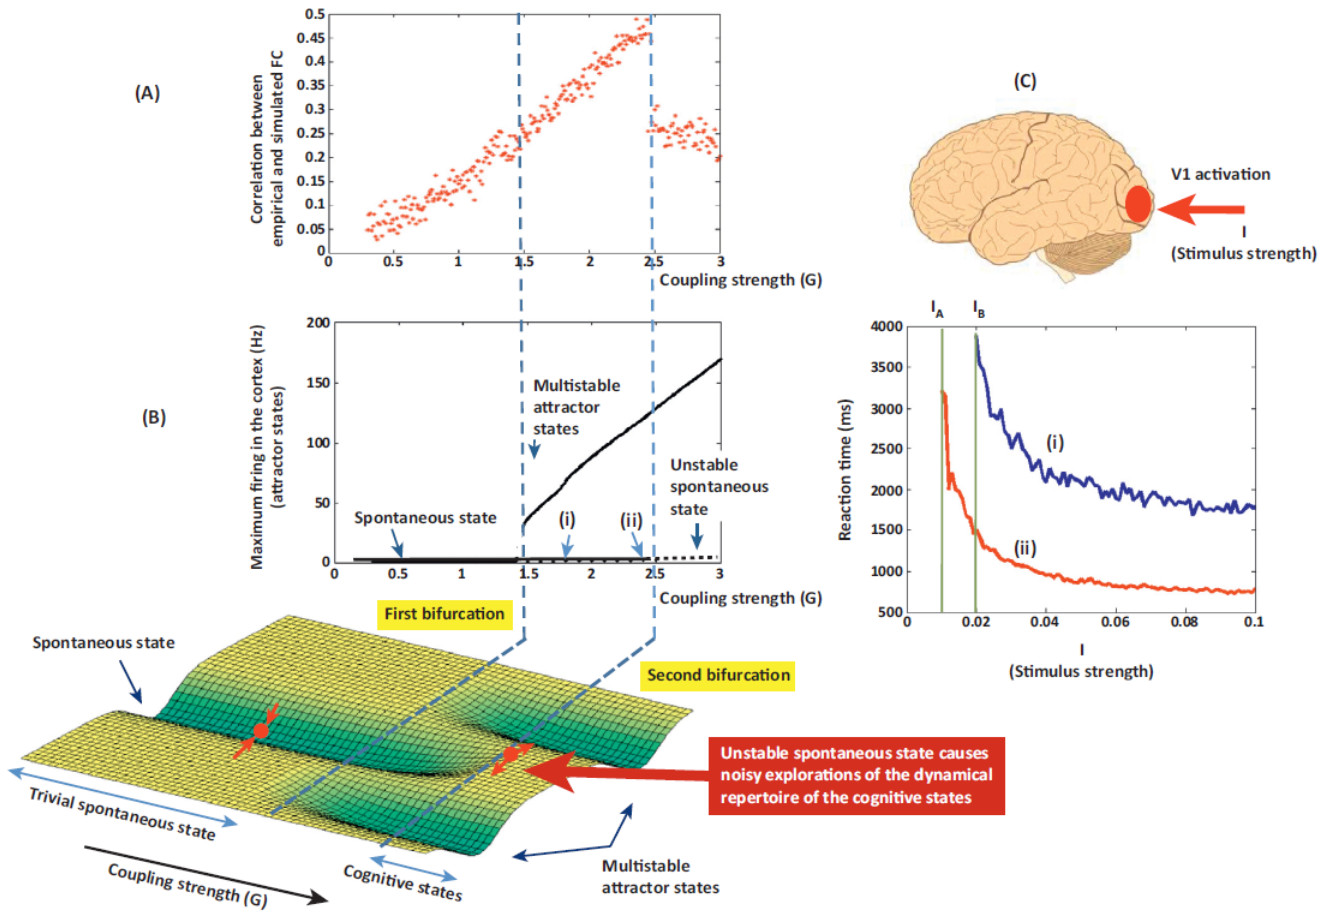 (A)
Correlation between
empirical and simulated FC
0.5
0.45
0.4
0.35
0.3
0.25
0.2
0.15
0.1
0.05
0
0 0.5 1 1.5 2 2.5 3
Coupling strength (G)
(B)
Maximum firing in the cortex (Hz)
(attractor states)
200
150
100
50
0
Multistable
attractor
states
Unstable
spontaneous
state
Spontaneous state
(i)
(ii)
0.5 1 1.5 2 2.5 3
Coupling strength (G)
First bifurcation
Second bifurcation
Spontaneous state
Unstable spontaneous state causes
noisy explorations of the dynamical
repertoire of the cognitive states
Trivial spontaneous state
Coupling strength (G)
Cognitive states
Multistable
attractor states
(C)
V1 activation
I
(Stimulus strength)
I_A I_B
Reaction time (ms)
4000
3500
3000
2500
2000
1500
1000
500
(i)
(ii)
0 0.02 0.04 0.06 0.08 0.1
I
(Stimulus strength)